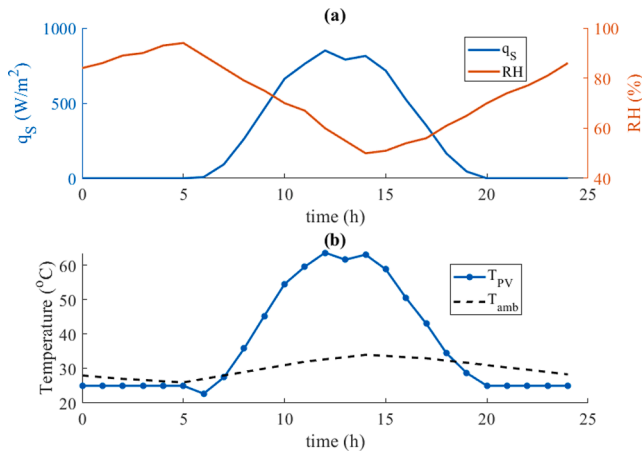 (a)
1000
500
0
q_S (W/m²)
100
80
60
40
RH (%)
q_S
RH
0 5 10 15 20 25
time (h)
(b)
60
50
40
30
20
Temperature (°C)
T_PV
T_amb
0 5 10 15 20 25
time (h)